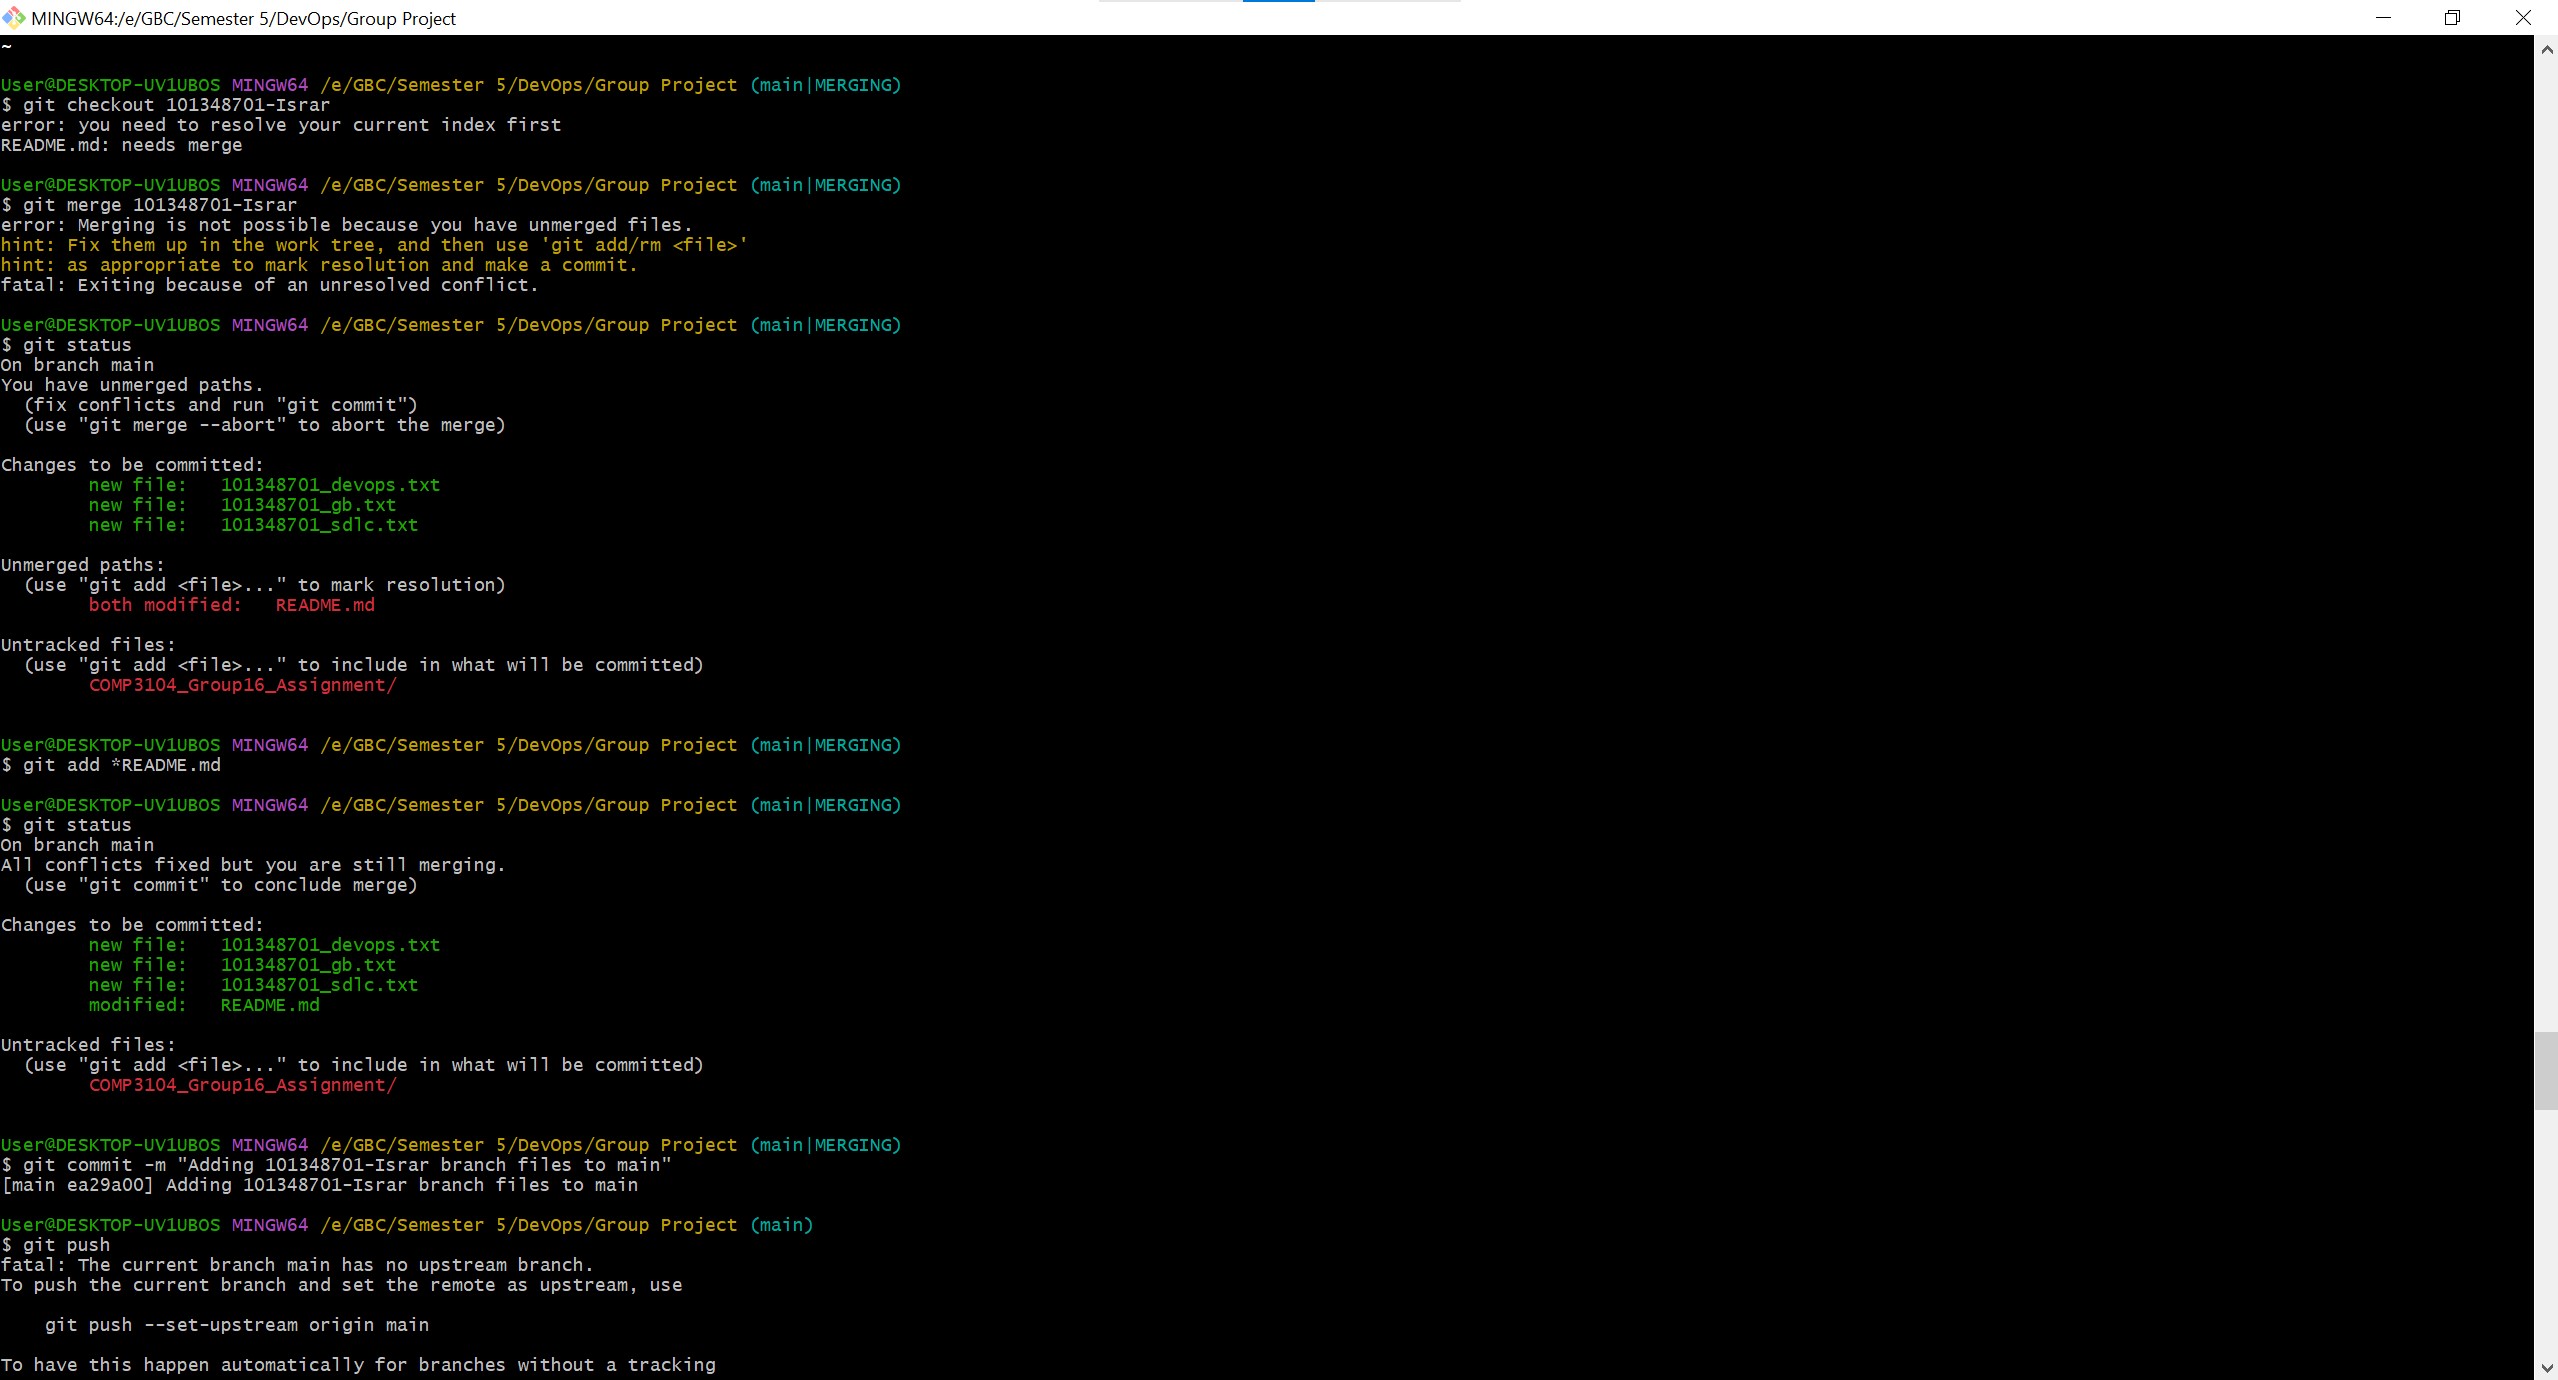 MINGW64:/e/GBC/Semester 5/DevOps/Group Project
~
User@DESKTOP-UV1UBOS MINGW64 /e/GBC/Semester 5/DevOps/Group Project (main|MERGING)
$ git checkout 101348701-Israr
error: you need to resolve your current index first
README.md: needs merge
User@DESKTOP-UV1UBOS MINGW64 /e/GBC/Semester 5/DevOps/Group Project (main|MERGING)
$ git merge 101348701-Israr
error: Merging is not possible because you have unmerged files.
hint: Fix them up in the work tree, and then use 'git add/rm <file>'
hint: as appropriate to mark resolution and make a commit.
fatal: Exiting because of an unresolved conflict.
User@DESKTOP-UV1UBOS MINGW64 /e/GBC/Semester 5/DevOps/Group Project (main|MERGING)
$ git status
On branch main
You have unmerged paths.
  (fix conflicts and run "git commit")
  (use "git merge --abort" to abort the merge)
Changes to be committed:
        new file:   101348701_devops.txt
        new file:   101348701_gb.txt
        new file:   101348701_sdlc.txt
Unmerged paths:
  (use "git add <file>..." to mark resolution)
        both modified:   README.md
Untracked files:
  (use "git add <file>..." to include in what will be committed)
        COMP3104_Group16_Assignment/
User@DESKTOP-UV1UBOS MINGW64 /e/GBC/Semester 5/DevOps/Group Project (main|MERGING)
$ git add *README.md
User@DESKTOP-UV1UBOS MINGW64 /e/GBC/Semester 5/DevOps/Group Project (main|MERGING)
$ git status
On branch main
All conflicts fixed but you are still merging.
  (use "git commit" to conclude merge)
Changes to be committed:
        new file:   101348701_devops.txt
        new file:   101348701_gb.txt
        new file:   101348701_sdlc.txt
        modified:   README.md
Untracked files:
  (use "git add <file>..." to include in what will be committed)
        COMP3104_Group16_Assignment/
User@DESKTOP-UV1UBOS MINGW64 /e/GBC/Semester 5/DevOps/Group Project (main|MERGING)
$ git commit -m "Adding 101348701-Israr branch files to main"
[main ea29a00] Adding 101348701-Israr branch files to main
User@DESKTOP-UV1UBOS MINGW64 /e/GBC/Semester 5/DevOps/Group Project (main)
$ git push
fatal: The current branch main has no upstream branch.
To push the current branch and set the remote as upstream, use
    git push --set-upstream origin main
To have this happen automatically for branches without a tracking